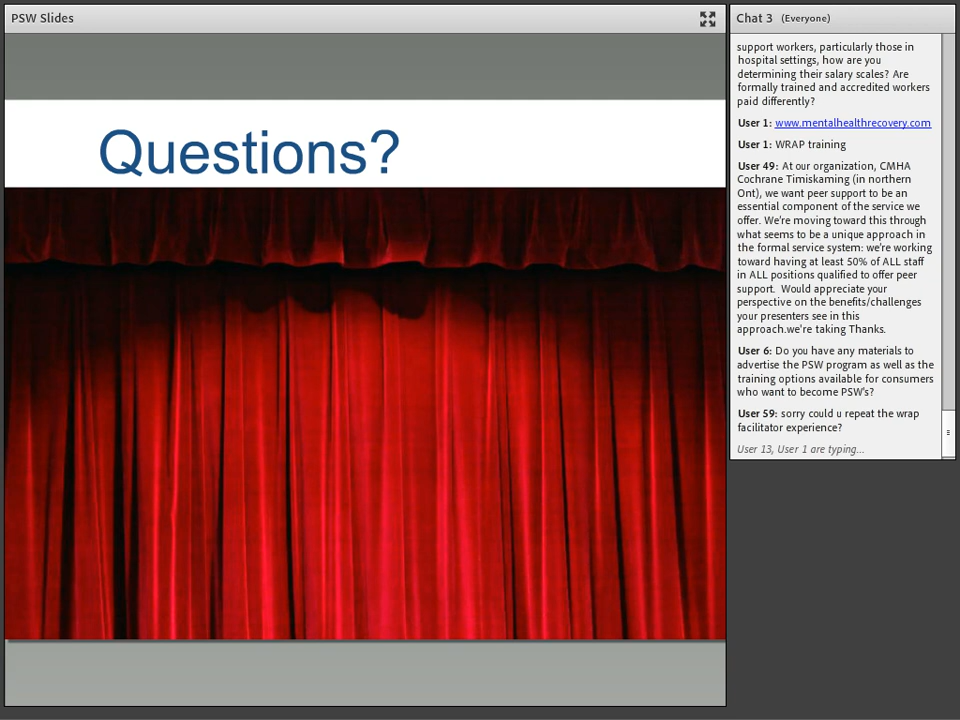 PSW Slides
Questions?
Chat 3 (Everyone)
support workers, particularly those in
hospital settings, how are you
determining their salary scales? Are
formally trained and accredited workers
paid differently?
User 1: www.mentalhealthrecovery.com
User 1: WRAP training
User 49: At our organization, CMHA
Cochrane Timiskaming (in northern
Ont), we want peer support to be an
essential component of the service we
offer. We're moving toward this through
what seems to be a unique approach in
the formal service system: we're working
toward having at least 50% of ALL staff
in ALL positions qualified to offer peer
support.  Would appreciate your
perspective on the benefits/challenges
your presenters see in this
approach.we're taking Thanks.
User 6: Do you have any materials to
advertise the PSW program as well as the
training options available for consumers
who want to become PSW's?
User 59: sorry could u repeat the wrap
facilitator experience?
User 13, User 1 are typing...